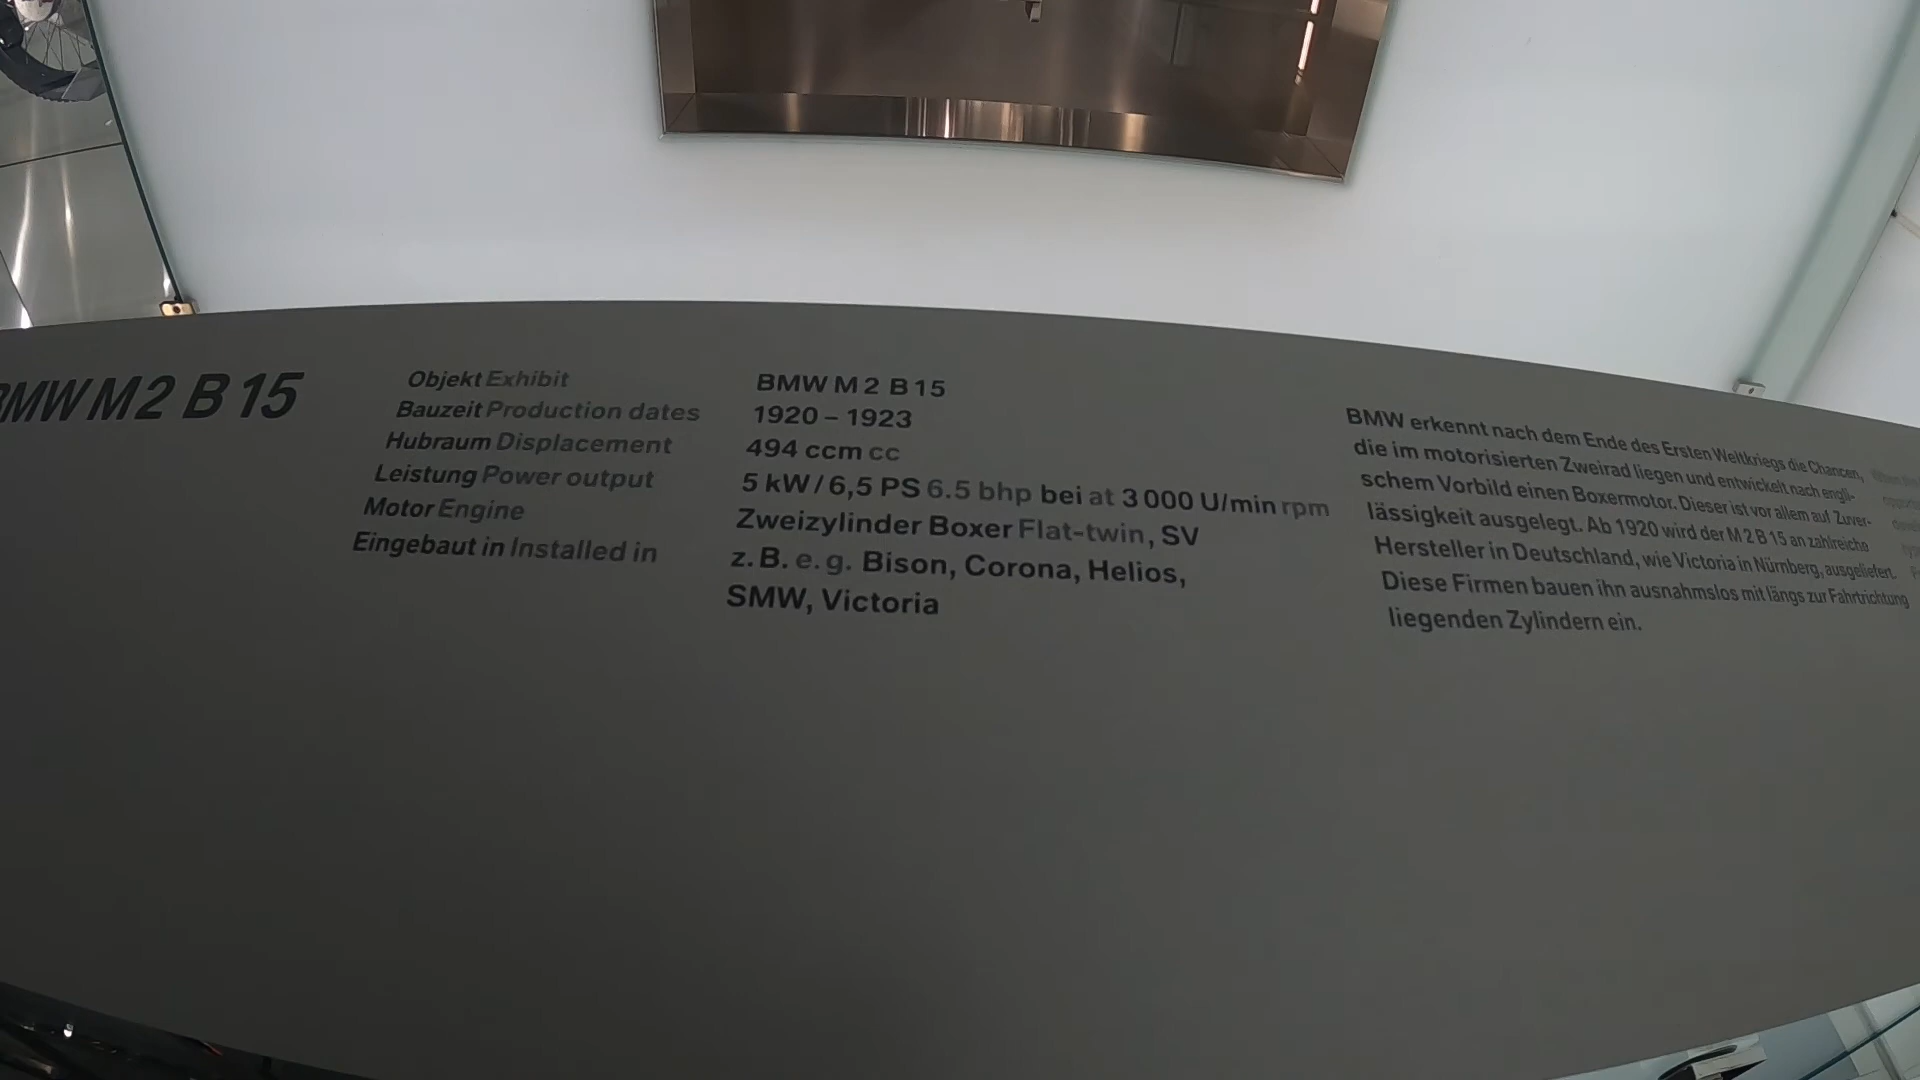 BMW M2 B 15
Objekt Exhibit
Bauzeit Production dates
Hubraum Displacement
Leistung Power output
Motor Engine
Eingebaut in Installed in
BMW M 2 B 15
1920 – 1923
494 ccm cc
5 kW / 6,5 PS 6.5 bhp bei at 3 000 U/min rpm
Zweizylinder Boxer Flat-twin, SV
z. B. e. g. Bison, Corona, Helios,
SMW, Victoria
BMW erkennt nach dem Ende des Ersten Weltkriegs die Chancen,
die im motorisierten Zweirad liegen und entwickelt nach engli-
schem Vorbild einen Boxermotor. Dieser ist vor allem auf Zuver-
lässigkeit ausgelegt. Ab 1920 wird der M 2 B 15 an zahlreiche
Hersteller in Deutschland, wie Victoria in Nürnberg, ausgeliefert.
Diese Firmen bauen ihn ausnahmslos mit längs zur Fahrtrichtung
liegenden Zylindern ein.